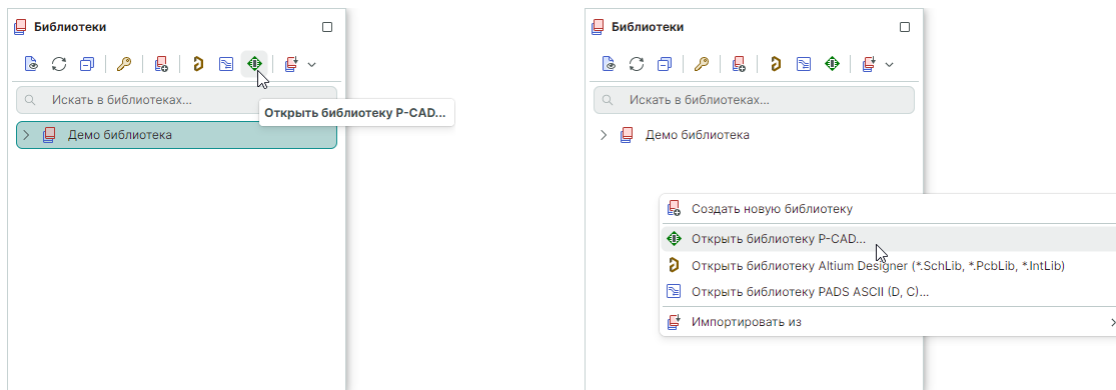 Библиотеки
Искать в библиотеках...
Открыть библиотеку P-CAD...
Демо библиотека
Библиотеки
Искать в библиотеках...
Демо библиотека
Создать новую библиотеку
Открыть библиотеку P-CAD...
Открыть библиотеку Altium Designer (*.SchLib, *.PcbLib, *.IntLib)
Открыть библиотеку PADS ASCII (D, C)...
Импортировать из